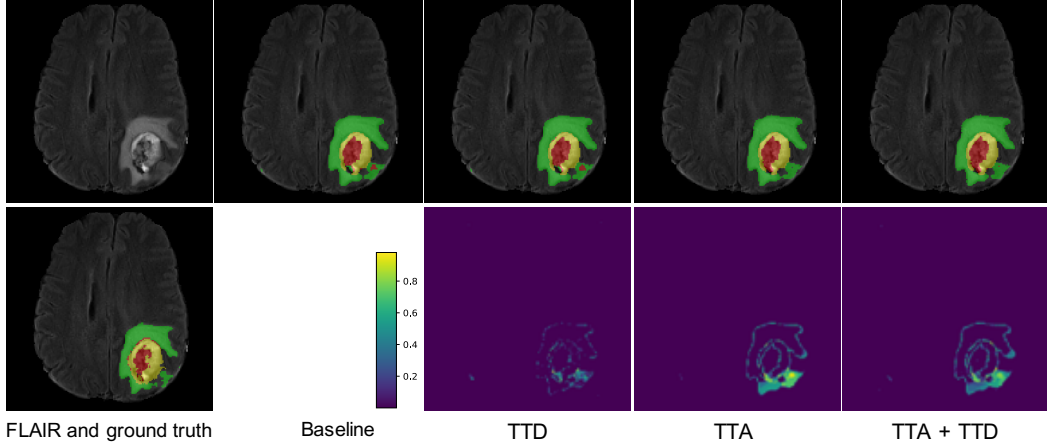 0.8
0.6
0.4
0.2
FLAIR and ground truth
Baseline
TTD
TTA
TTA + TTD